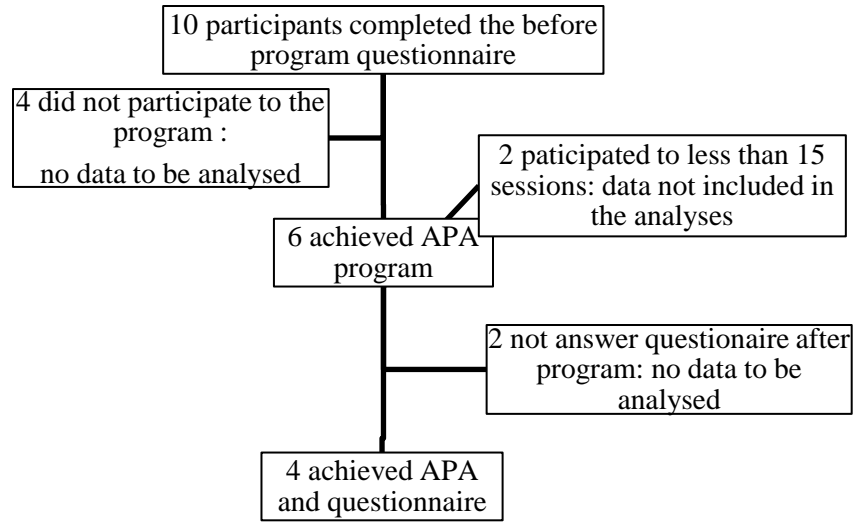 10 participants completed the before
program questionnaire
4 did not participate to the
program :
no data to be analysed
2 paticipated to less than 15
sessions: data not included in
the analyses
6 achieved APA
program
2 not answer questionaire after
program: no data to be
analysed
4 achieved APA
and questionnaire